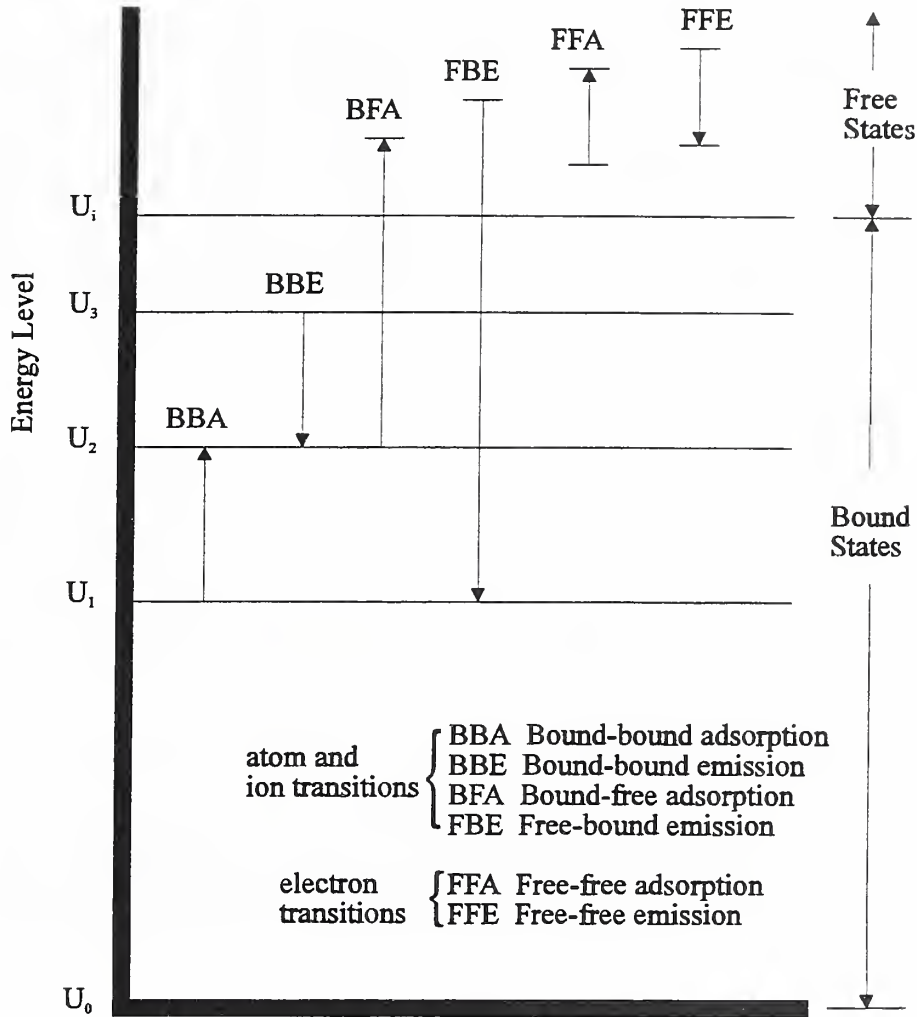 FFE
FFA
FBE
BFA
Free
States
Uᵢ
BBE
U₃
Energy Level
BBA
U₂
Bound
States
U₁
atom and
ion transitions
BBA Bound-bound adsorption
BBE Bound-bound emission
BFA Bound-free adsorption
FBE Free-bound emission
electron
transitions
FFA Free-free adsorption
FFE Free-free emission
U₀